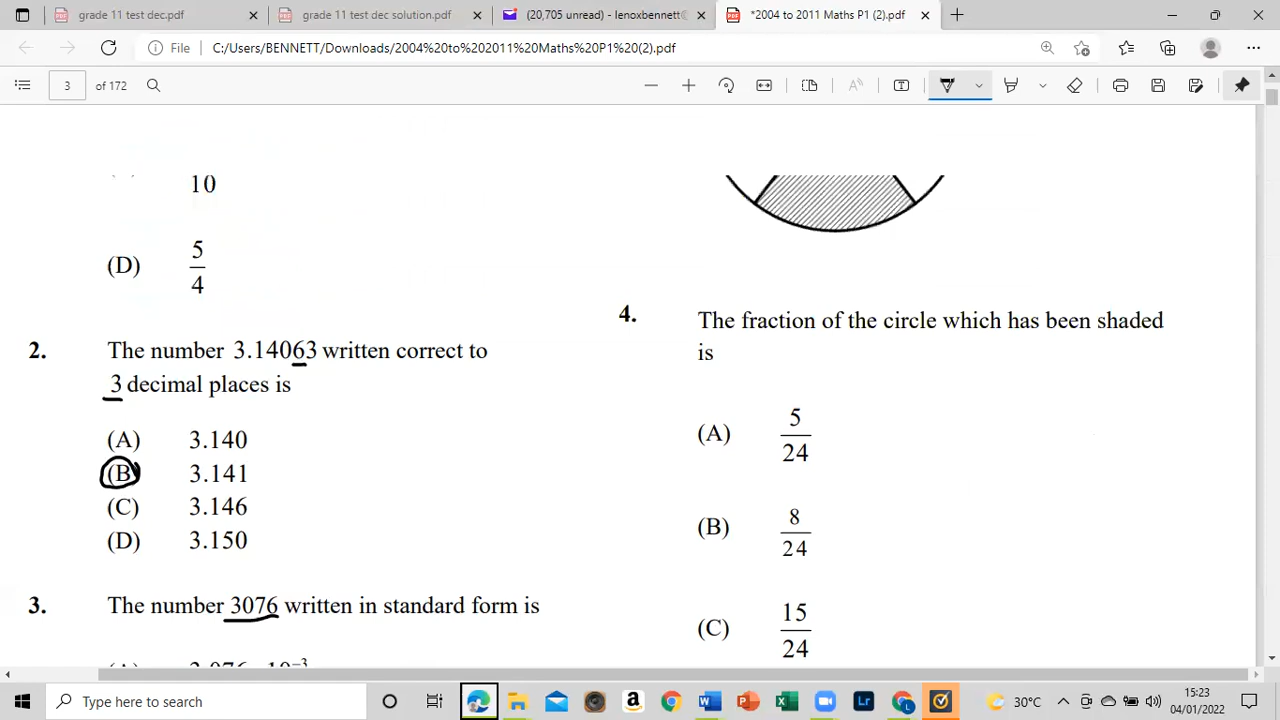 grade 11 test dec.pdf
grade 11 test dec solution.pdf
(20,705 unread) - lenoxbennett
*2004 to 2011 Maths P1 (2).pdf
File C:/Users/BENNETT/Downloads/2004%20to%202011%20Maths%20P1%20(2).pdf
3 of 172
10
(D) 5/4
2. The number 3.14063 written correct to
3 decimal places is
(A) 3.140
(B) 3.141
(C) 3.146
(D) 3.150
3. The number 3076 written in standard form is
4. The fraction of the circle which has been shaded
is
(A) 5/24
(B) 8/24
(C) 15/24
Type here to search
30°C
15:23
04/01/2022